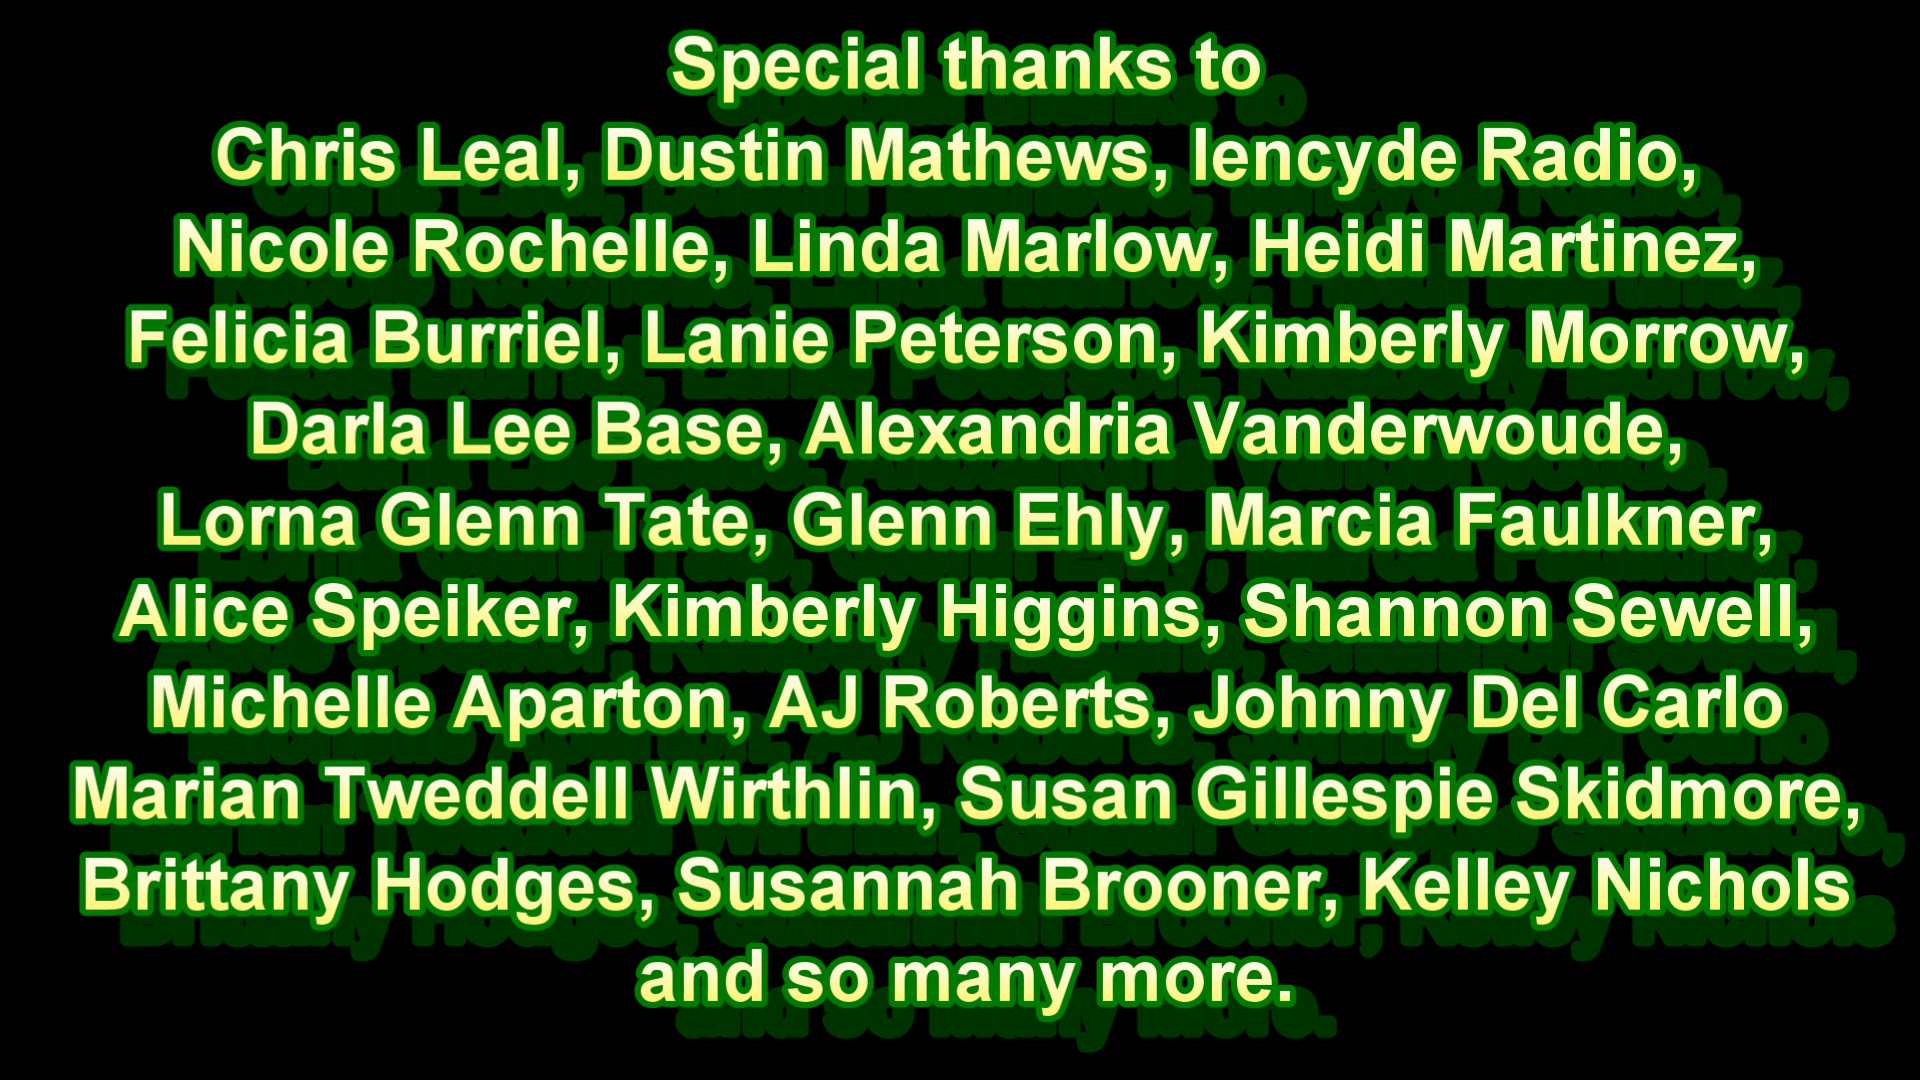 Special thanks to
Chris Leal, Dustin Mathews, Iencyde Radio,
Nicole Rochelle, Linda Marlow, Heidi Martinez,
Felicia Burriel, Lanie Peterson, Kimberly Morrow,
Darla Lee Base, Alexandria Vanderwoude,
Lorna Glenn Tate, Glenn Ehly, Marcia Faulkner,
Alice Speiker, Kimberly Higgins, Shannon Sewell,
Michelle Aparton, AJ Roberts, Johnny Del Carlo
Marian Tweddell Wirthlin, Susan Gillespie Skidmore,
Brittany Hodges, Susannah Brooner, Kelley Nichols
and so many more.